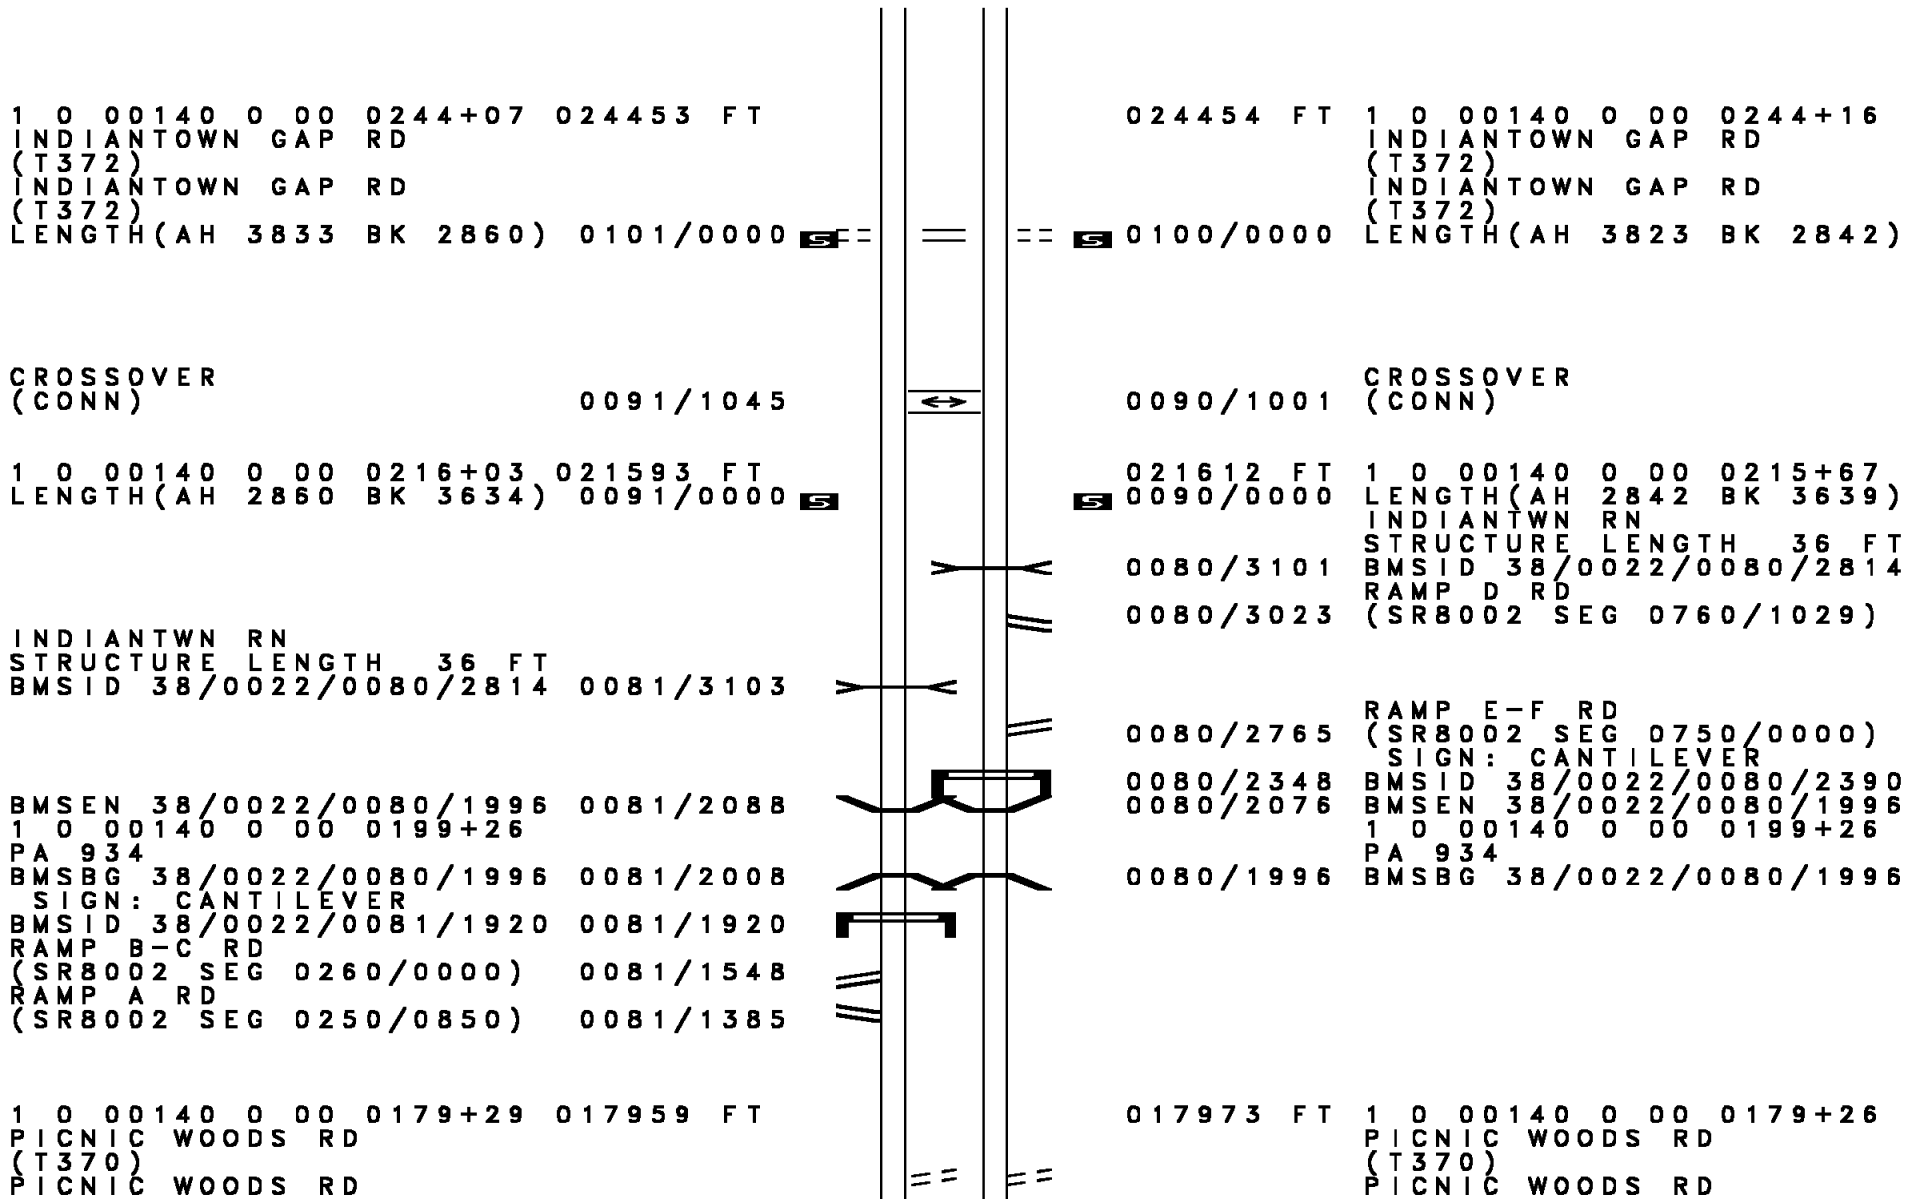 1 0 00140 0 00 0244+07 024453 FT
INDIANTOWN GAP RD
(T372)
INDIANTOWN GAP RD
(T372)
LENGTH(AH 3833 BK 2860) 0101/0000 S
CROSSOVER
(CONN) 0091/1045
1 0 00140 0 00 0216+03 021593 FT
LENGTH(AH 2860 BK 3634) 0091/0000 S
INDIANTWN RN
STRUCTURE LENGTH 36 FT
BMSID 38/0022/0080/2814 0081/3103
BMSEN 38/0022/0080/1996 0081/2088
1 0 00140 0 00 0199+26
PA 934
BMSBG 38/0022/0080/1996 0081/2008
SIGN: CANTILEVER
BMSID 38/0022/0081/1920 0081/1920
RAMP B-C RD
(SR8002 SEG 0260/0000) 0081/1548
RAMP A RD
(SR8002 SEG 0250/0850) 0081/1385
1 0 00140 0 00 0179+29 017959 FT
PICNIC WOODS RD
(T370)
PICNIC WOODS RD
024454 FT 1 0 00140 0 00 0244+16
INDIANTOWN GAP RD
(T372)
INDIANTOWN GAP RD
(T372)
S 0100/0000 LENGTH(AH 3823 BK 2842)
CROSSOVER
0090/1001 (CONN)
021612 FT 1 0 00140 0 00 0215+67
S 0090/0000 LENGTH(AH 2842 BK 3639)
INDIANTWN RN
STRUCTURE LENGTH 36 FT
0080/3101 BMSID 38/0022/0080/2814
RAMP D RD
0080/3023 (SR8002 SEG 0760/1029)
RAMP E-F RD
0080/2765 (SR8002 SEG 0750/0000)
SIGN: CANTILEVER
0080/2348 BMSID 38/0022/0080/2390
0080/2076 BMSEN 38/0022/0080/1996
1 0 00140 0 00 0199+26
PA 934
0080/1996 BMSBG 38/0022/0080/1996
017973 FT 1 0 00140 0 00 0179+26
PICNIC WOODS RD
(T370)
PICNIC WOODS RD